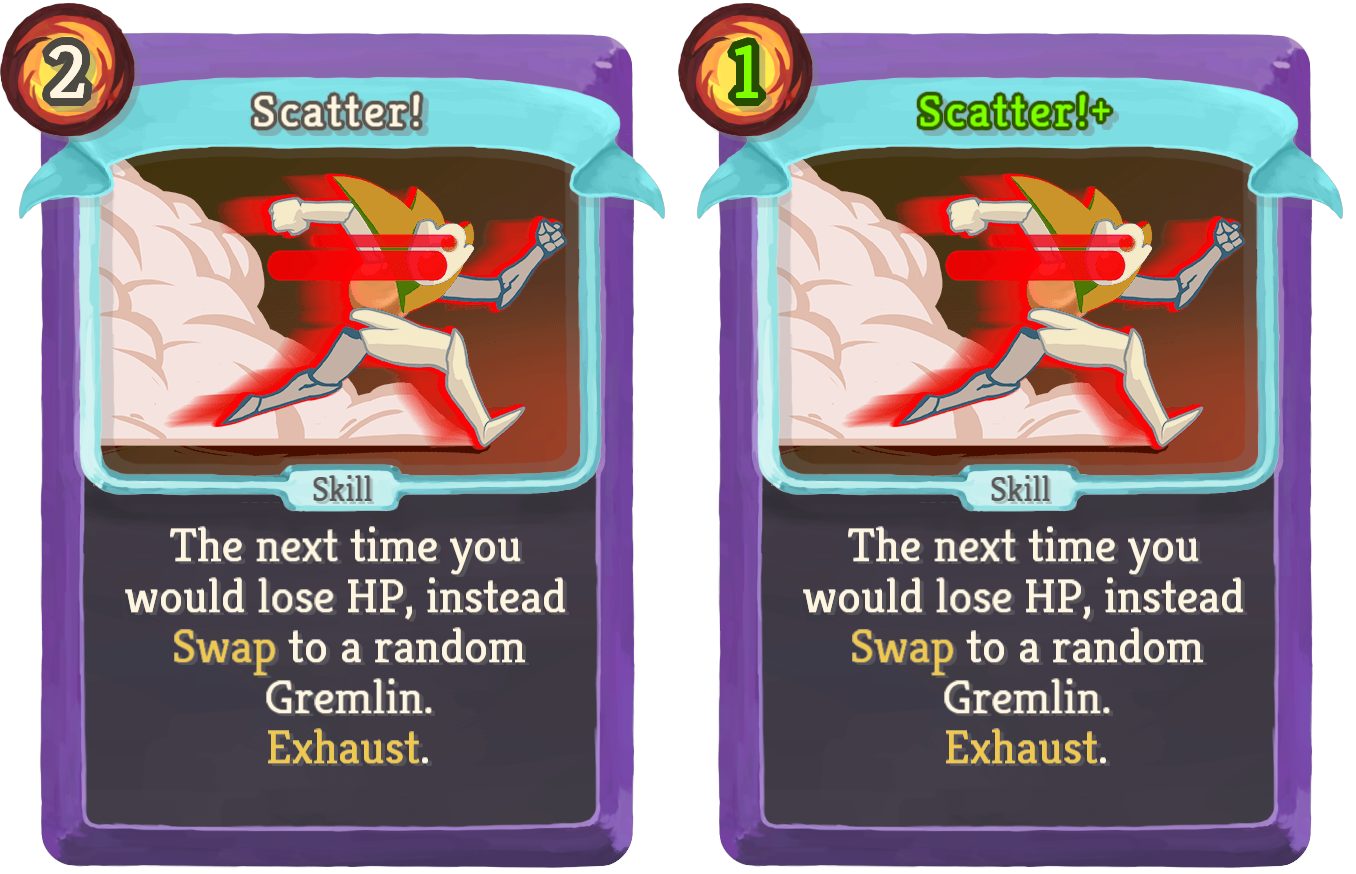 2
Scatter!
Skill
The next time you
would lose HP, instead
Swap to a random
Gremlin.
Exhaust.
1
Scatter!+
Skill
The next time you
would lose HP, instead
Swap to a random
Gremlin.
Exhaust.